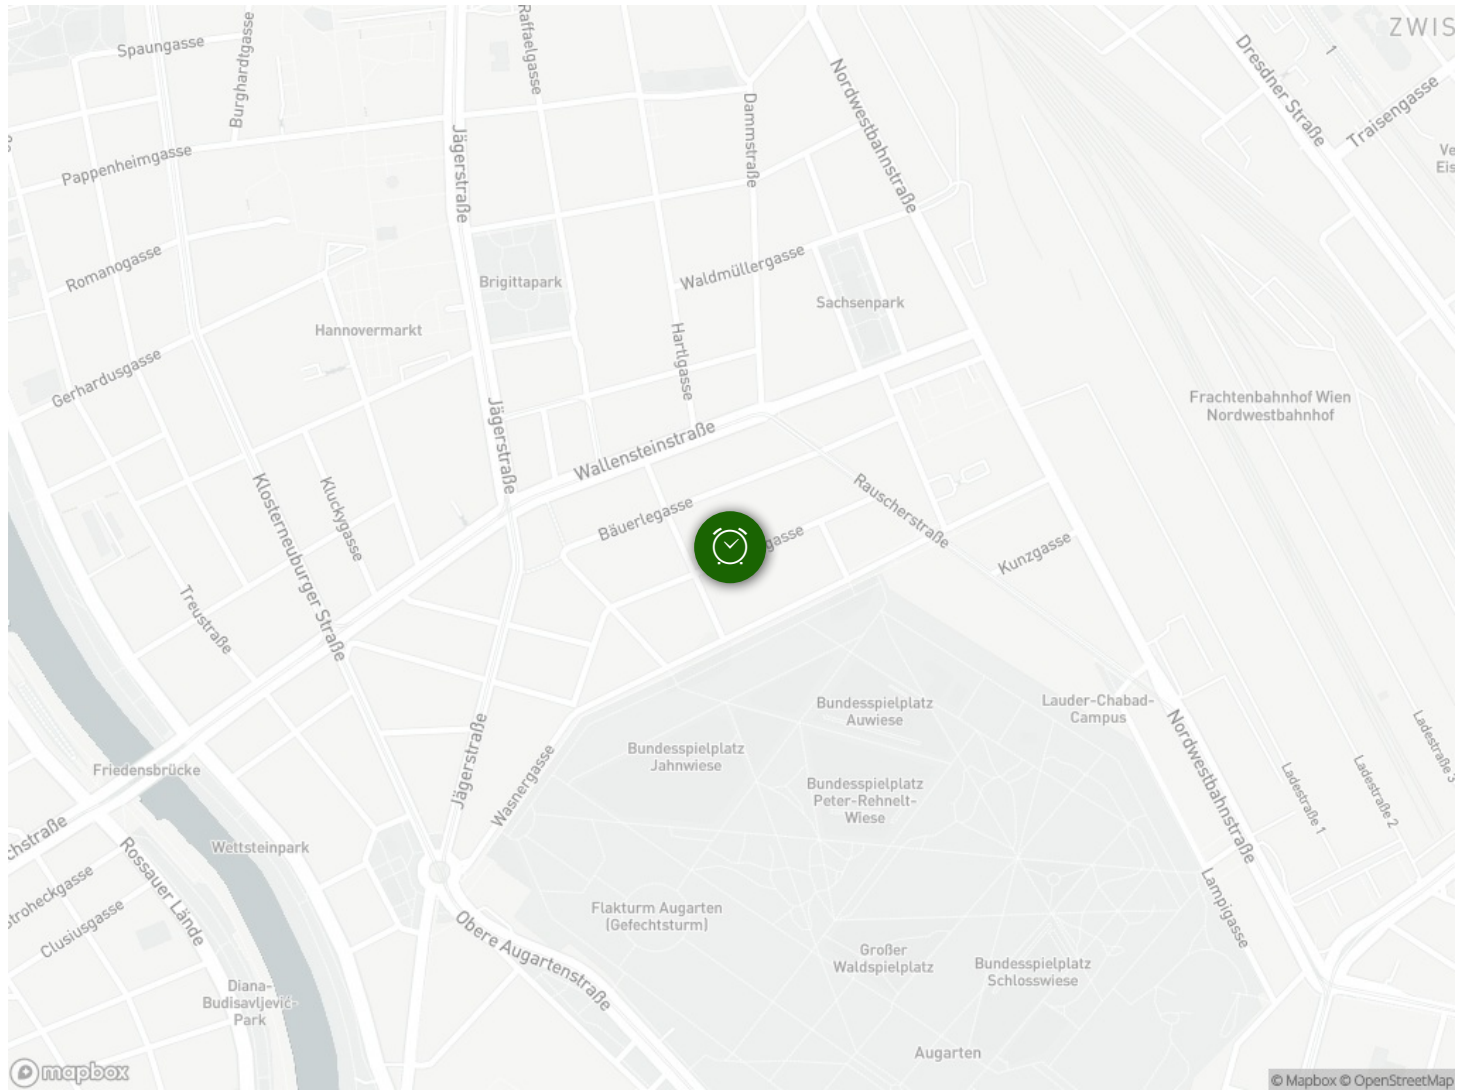 ZWIS
Spaungasse
Burghardtgasse
Raffaelgasse
Nordwestbahnstraße
Dresdner Straße
1
Traisengasse
Ve
Eis
Pappenheimgasse
Jägerstraße
Dammstraße
Romanogasse
Brigittapark
Waldmüllergasse
Sachsenpark
Hannovermarkt
Hartlgasse
Gerhardusgasse
Frachtenbahnhof Wien
Nordwestbahnhof
Jägerstraße
Wallensteinstraße
Klosterneuburger Straße
Kluckygasse
Bäuerlegasse
Rauscherstraße
gasse
Kunzgasse
Treustraße
Bundesspielplatz
Auwiese
Lauder-Chabad-
Campus
Nordwestbahnstraße
Ladestraße 3
Bundesspielplatz
Jahnwiese
Jägerstraße
Wasnergasse
Friedensbrücke
Bundesspielplatz
Peter-Rehnelt-
Wiese
Ladestraße 1
Ladestraße 2
chstraße
Rossauer Lände
Wettsteinpark
Stroheckgasse
Clusiusgasse
Lampigasse
Flakturm Augarten
(Gefechtsturm)
Obere Augartenstraße
Großer
Waldspielplatz
Bundesspielplatz
Schlosswiese
Diana-
Budisavljević-
Park
Augarten
mapbox
© Mapbox © OpenStreetMap